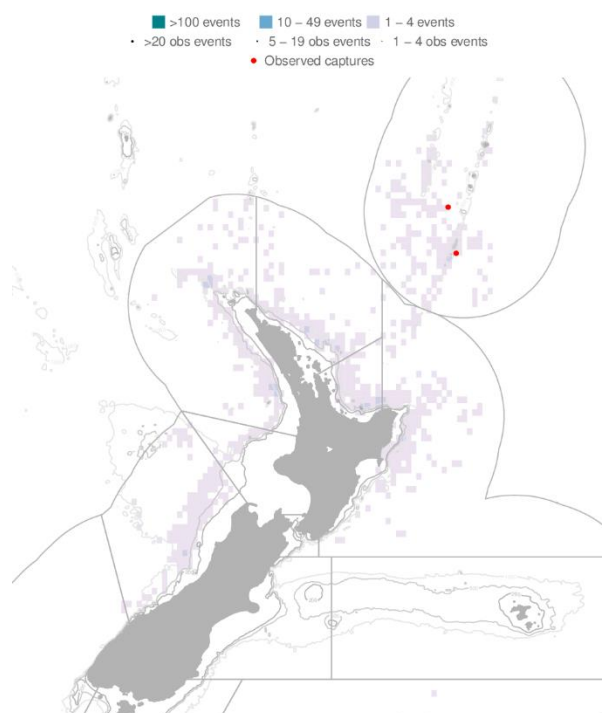 >100 events 10 – 49 events 1 – 4 events
>20 obs events 5 – 19 obs events 1 – 4 obs events
Observed captures